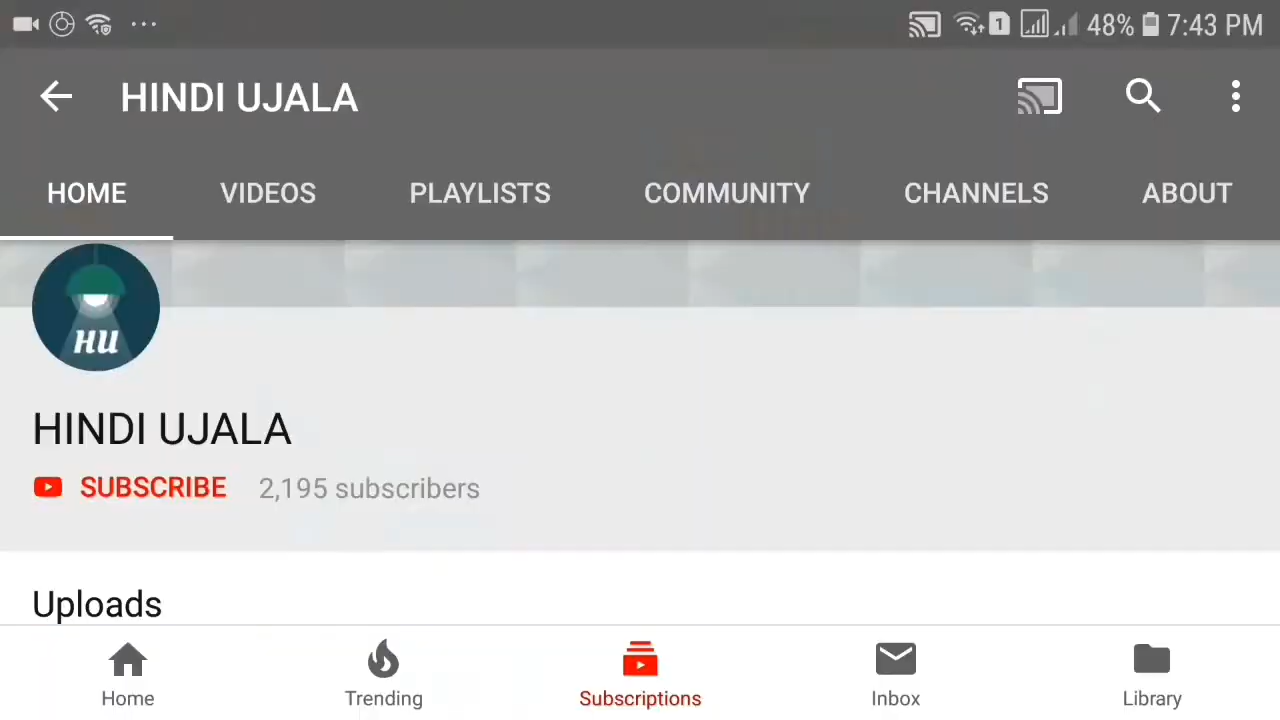 1 48% 7:43 PM
HINDI UJALA
HOME VIDEOS PLAYLISTS COMMUNITY CHANNELS ABOUT
HU
HINDI UJALA
SUBSCRIBE 2,195 subscribers
Uploads
Home Trending Subscriptions Inbox Library